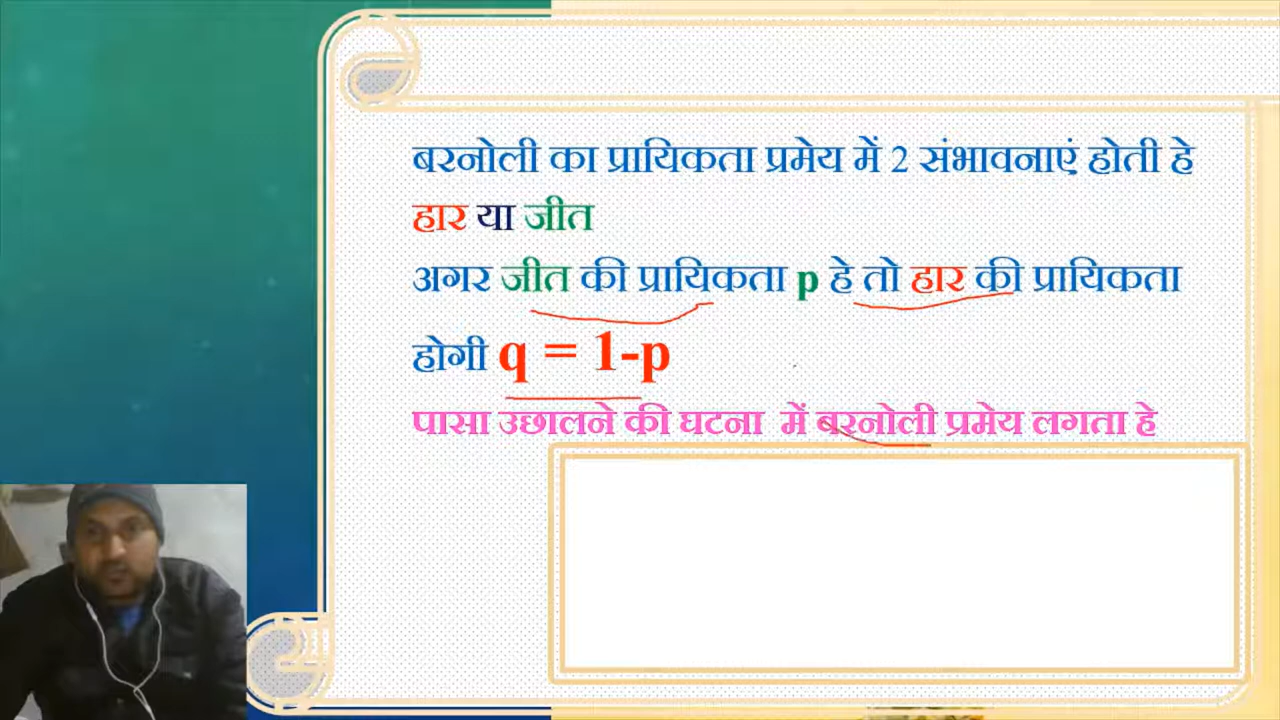 बरनोली का प्रायिकता प्रमेय में 2 संभावनाएं होती हे
हार या जीत
अगर जीत की प्रायिकता p हे तो हार की प्रायिकता
होगी q = 1-p
पासा उछालने की घटना में बरनोली प्रमेय लगता हे